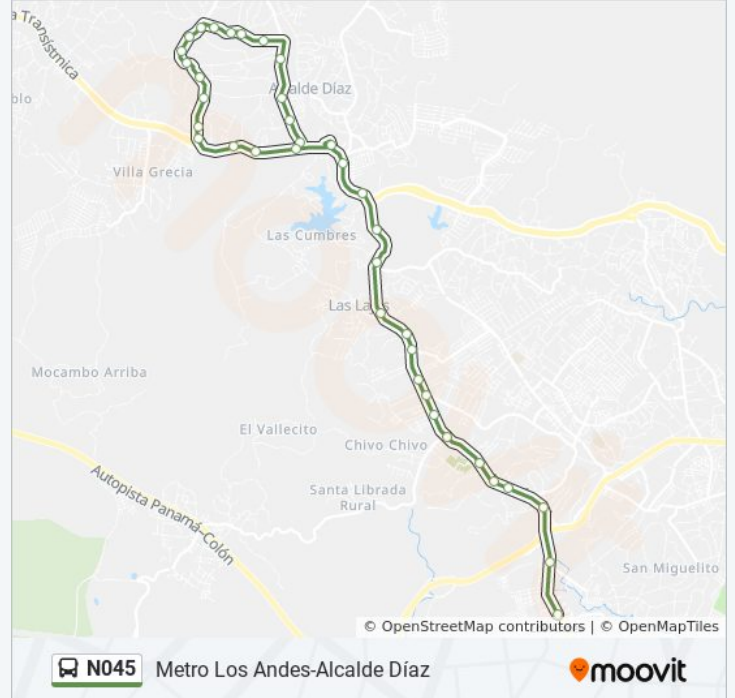 a Transístmica
blo
Alcalde Díaz
Villa Grecia
Las Cumbres
Las Lajas
Mocambo Arriba
El Vallecito
Chivo Chivo
Santa Librada
Rural
Autopista Panamá-Colón
San Miguelito
© OpenStreetMap contributors | © OpenMapTiles
N045 Metro Los Andes-Alcalde Díaz
moovit